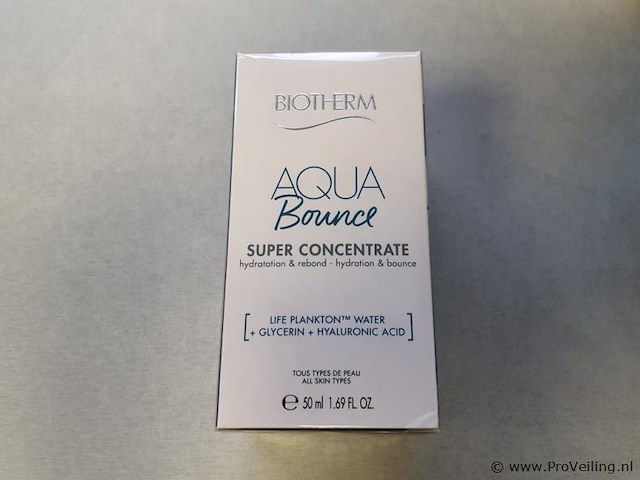 BIOTHERM
AQUA
Bounce
SUPER CONCENTRATE
hydratation & rebond - hydration & bounce
[LIFE PLANKTON™ WATER
+ GLYCERIN + HYALURONIC ACID]
TOUS TYPES DE PEAU
ALL SKIN TYPES
℮ 50 ml 1.69 FL. OZ.
© www.ProVeiling.nl